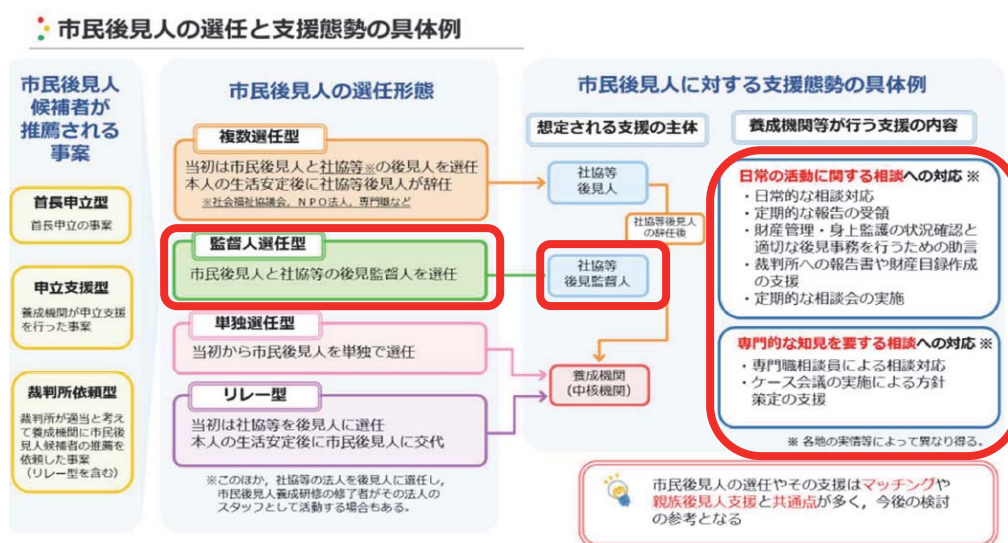 市民後見人の選任と支援態勢の具体例
市民後見人
候補者が
推薦される
事案
首長申立型
首長申立の事案
申立支援型
養成機関が申立支援
を行った事案
裁判所依頼型
裁判所が適当と考え
て養成機関に市民後
見人候補者の推薦を
依頼した事案
(リレー型を含む)
市民後見人の選任形態
複数選任型
当初は市民後見人と社協等※の後見人を選任
本人の生活安定後に社協等後見人が辞任
※社会福祉協議会，ＮＰＯ法人，専門職など
監督人選任型
市民後見人と社協等の後見監督人を選任
単独選任型
当初から市民後見人を単独で選任
リレー型
当初は社協等を後見人に選任
本人の生活安定後に市民後見人に交代
※このほか，社協等の法人を後見人に選任し，
市民後見人養成研修の修了者がその法人の
スタッフとして活動する場合もある。
市民後見人に対する支援態勢の具体例
想定される支援の主体
社協等
後見人
社協等後見人
の辞任後
社協等
後見監督人
養成機関
(中核機関)
養成機関等が行う支援の内容
日常の活動に関する相談への対応 ※
・日常的な相談対応
・定期的な報告の受領
・財産管理・身上監護の状況確認と
適切な後見事務を行うための助言
・裁判所への報告書や財産目録作成
の支援
・定期的な相談会の実施
専門的な知見を要する相談への対応 ※
・専門職相談員による相談対応
・ケース会議の実施による方針
策定の支援
※ 各地の実情等によって異なり得る。
市民後見人の選任やその支援はマッチングや
親族後見人支援と共通点が多く，今後の検討
の参考となる